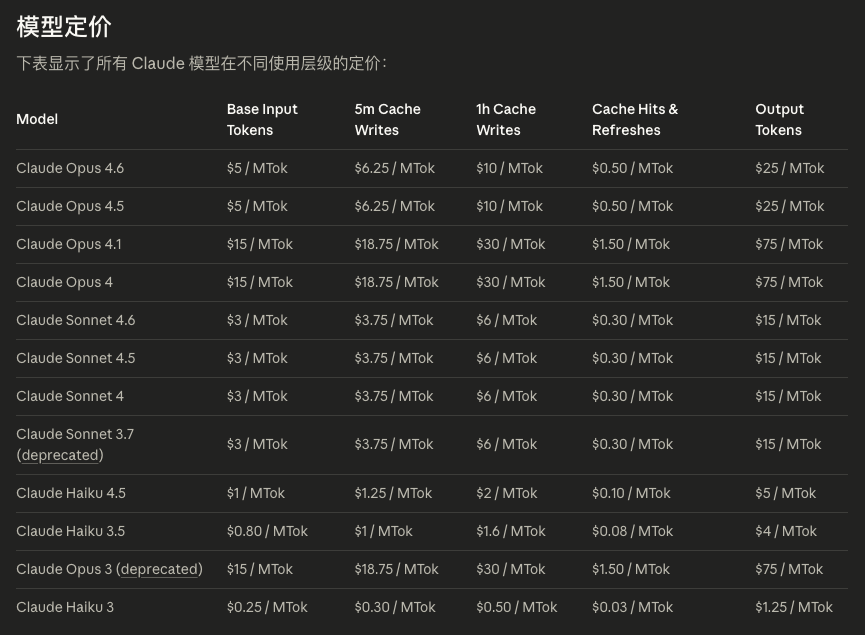 模型定价
下表显示了所有 Claude 模型在不同使用层级的定价：
Model Base Input Tokens 5m Cache Writes 1h Cache Writes Cache Hits & Refreshes Output Tokens
Claude Opus 4.6 $5 / MTok $6.25 / MTok $10 / MTok $0.50 / MTok $25 / MTok
Claude Opus 4.5 $5 / MTok $6.25 / MTok $10 / MTok $0.50 / MTok $25 / MTok
Claude Opus 4.1 $15 / MTok $18.75 / MTok $30 / MTok $1.50 / MTok $75 / MTok
Claude Opus 4 $15 / MTok $18.75 / MTok $30 / MTok $1.50 / MTok $75 / MTok
Claude Sonnet 4.6 $3 / MTok $3.75 / MTok $6 / MTok $0.30 / MTok $15 / MTok
Claude Sonnet 4.5 $3 / MTok $3.75 / MTok $6 / MTok $0.30 / MTok $15 / MTok
Claude Sonnet 4 $3 / MTok $3.75 / MTok $6 / MTok $0.30 / MTok $15 / MTok
Claude Sonnet 3.7 (deprecated) $3 / MTok $3.75 / MTok $6 / MTok $0.30 / MTok $15 / MTok
Claude Haiku 4.5 $1 / MTok $1.25 / MTok $2 / MTok $0.10 / MTok $5 / MTok
Claude Haiku 3.5 $0.80 / MTok $1 / MTok $1.6 / MTok $0.08 / MTok $4 / MTok
Claude Opus 3 (deprecated) $15 / MTok $18.75 / MTok $30 / MTok $1.50 / MTok $75 / MTok
Claude Haiku 3 $0.25 / MTok $0.30 / MTok $0.50 / MTok $0.03 / MTok $1.25 / MTok